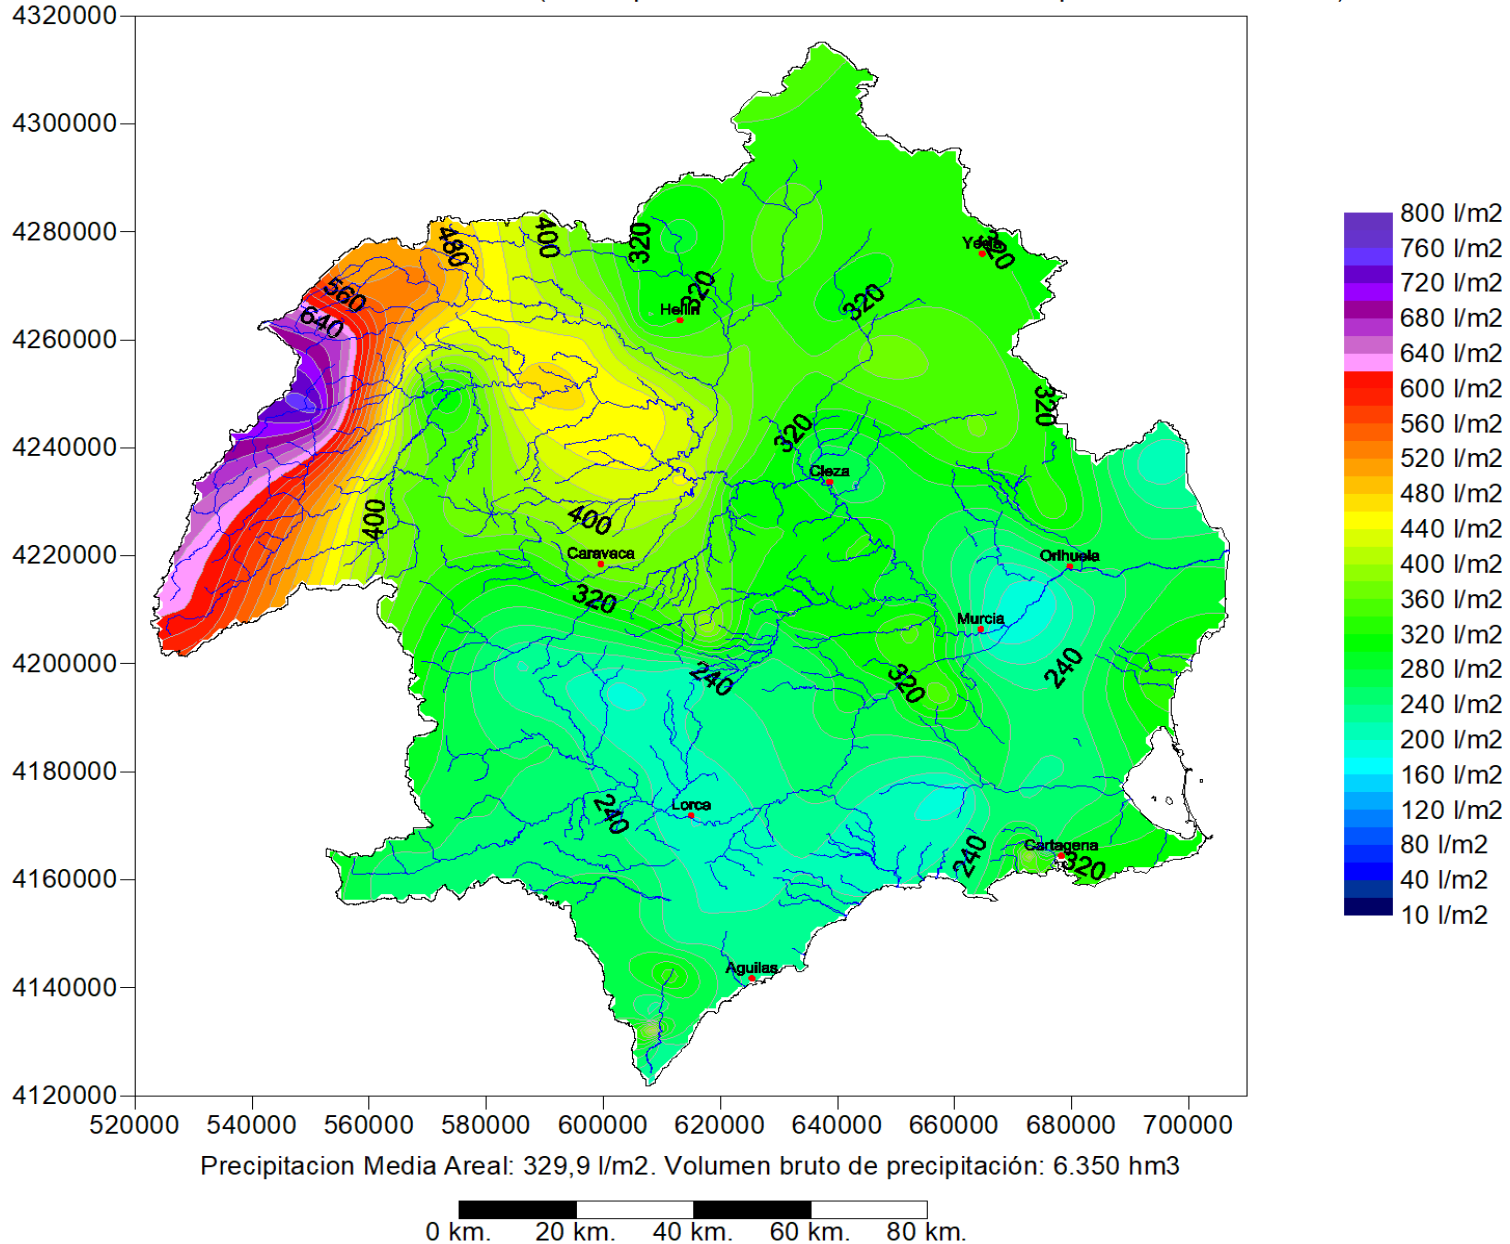 4320000
4300000
4280000
4260000
4240000
4220000
4200000
4180000
4160000
4140000
4120000
520000 540000 560000 580000 600000 620000 640000 660000 680000 700000
480
400
320
320
Yecla
560
640
Hellin
320
320
320
320
Cieza
400
400
Caravaca
Orihuela
320
Murcia
240
320
240
240
Lorca
240
Cartagena
320
Aguilas
800 l/m2
760 l/m2
720 l/m2
680 l/m2
640 l/m2
600 l/m2
560 l/m2
520 l/m2
480 l/m2
440 l/m2
400 l/m2
360 l/m2
320 l/m2
280 l/m2
240 l/m2
200 l/m2
160 l/m2
120 l/m2
80 l/m2
40 l/m2
10 l/m2
Precipitacion Media Areal: 329,9 l/m2. Volumen bruto de precipitación: 6.350 hm3
0 km. 20 km. 40 km. 60 km. 80 km.